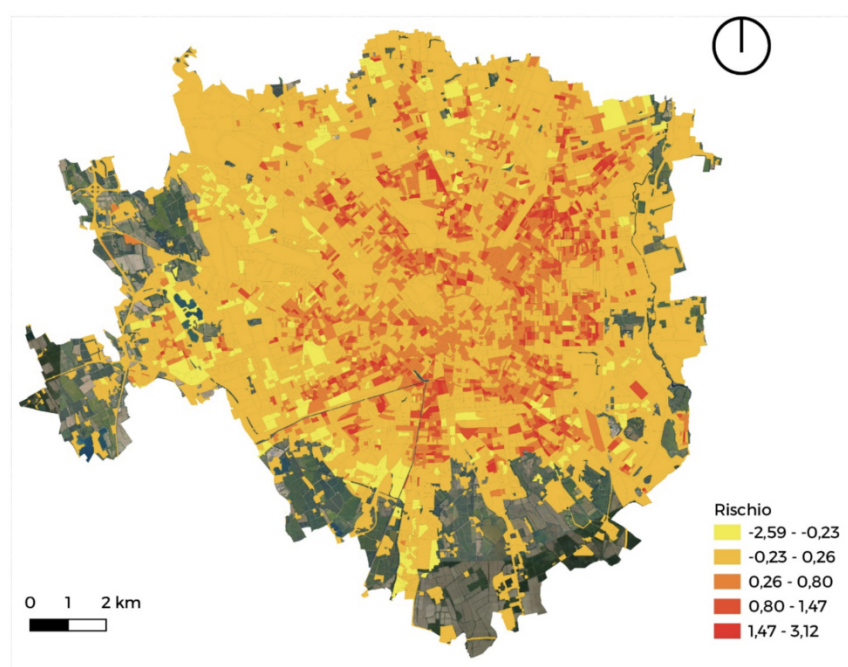 Rischio
-2,59 - -0,23
-0,23 - 0,26
0,26 - 0,80
0,80 - 1,47
1,47 - 3,12
0 1 2 km